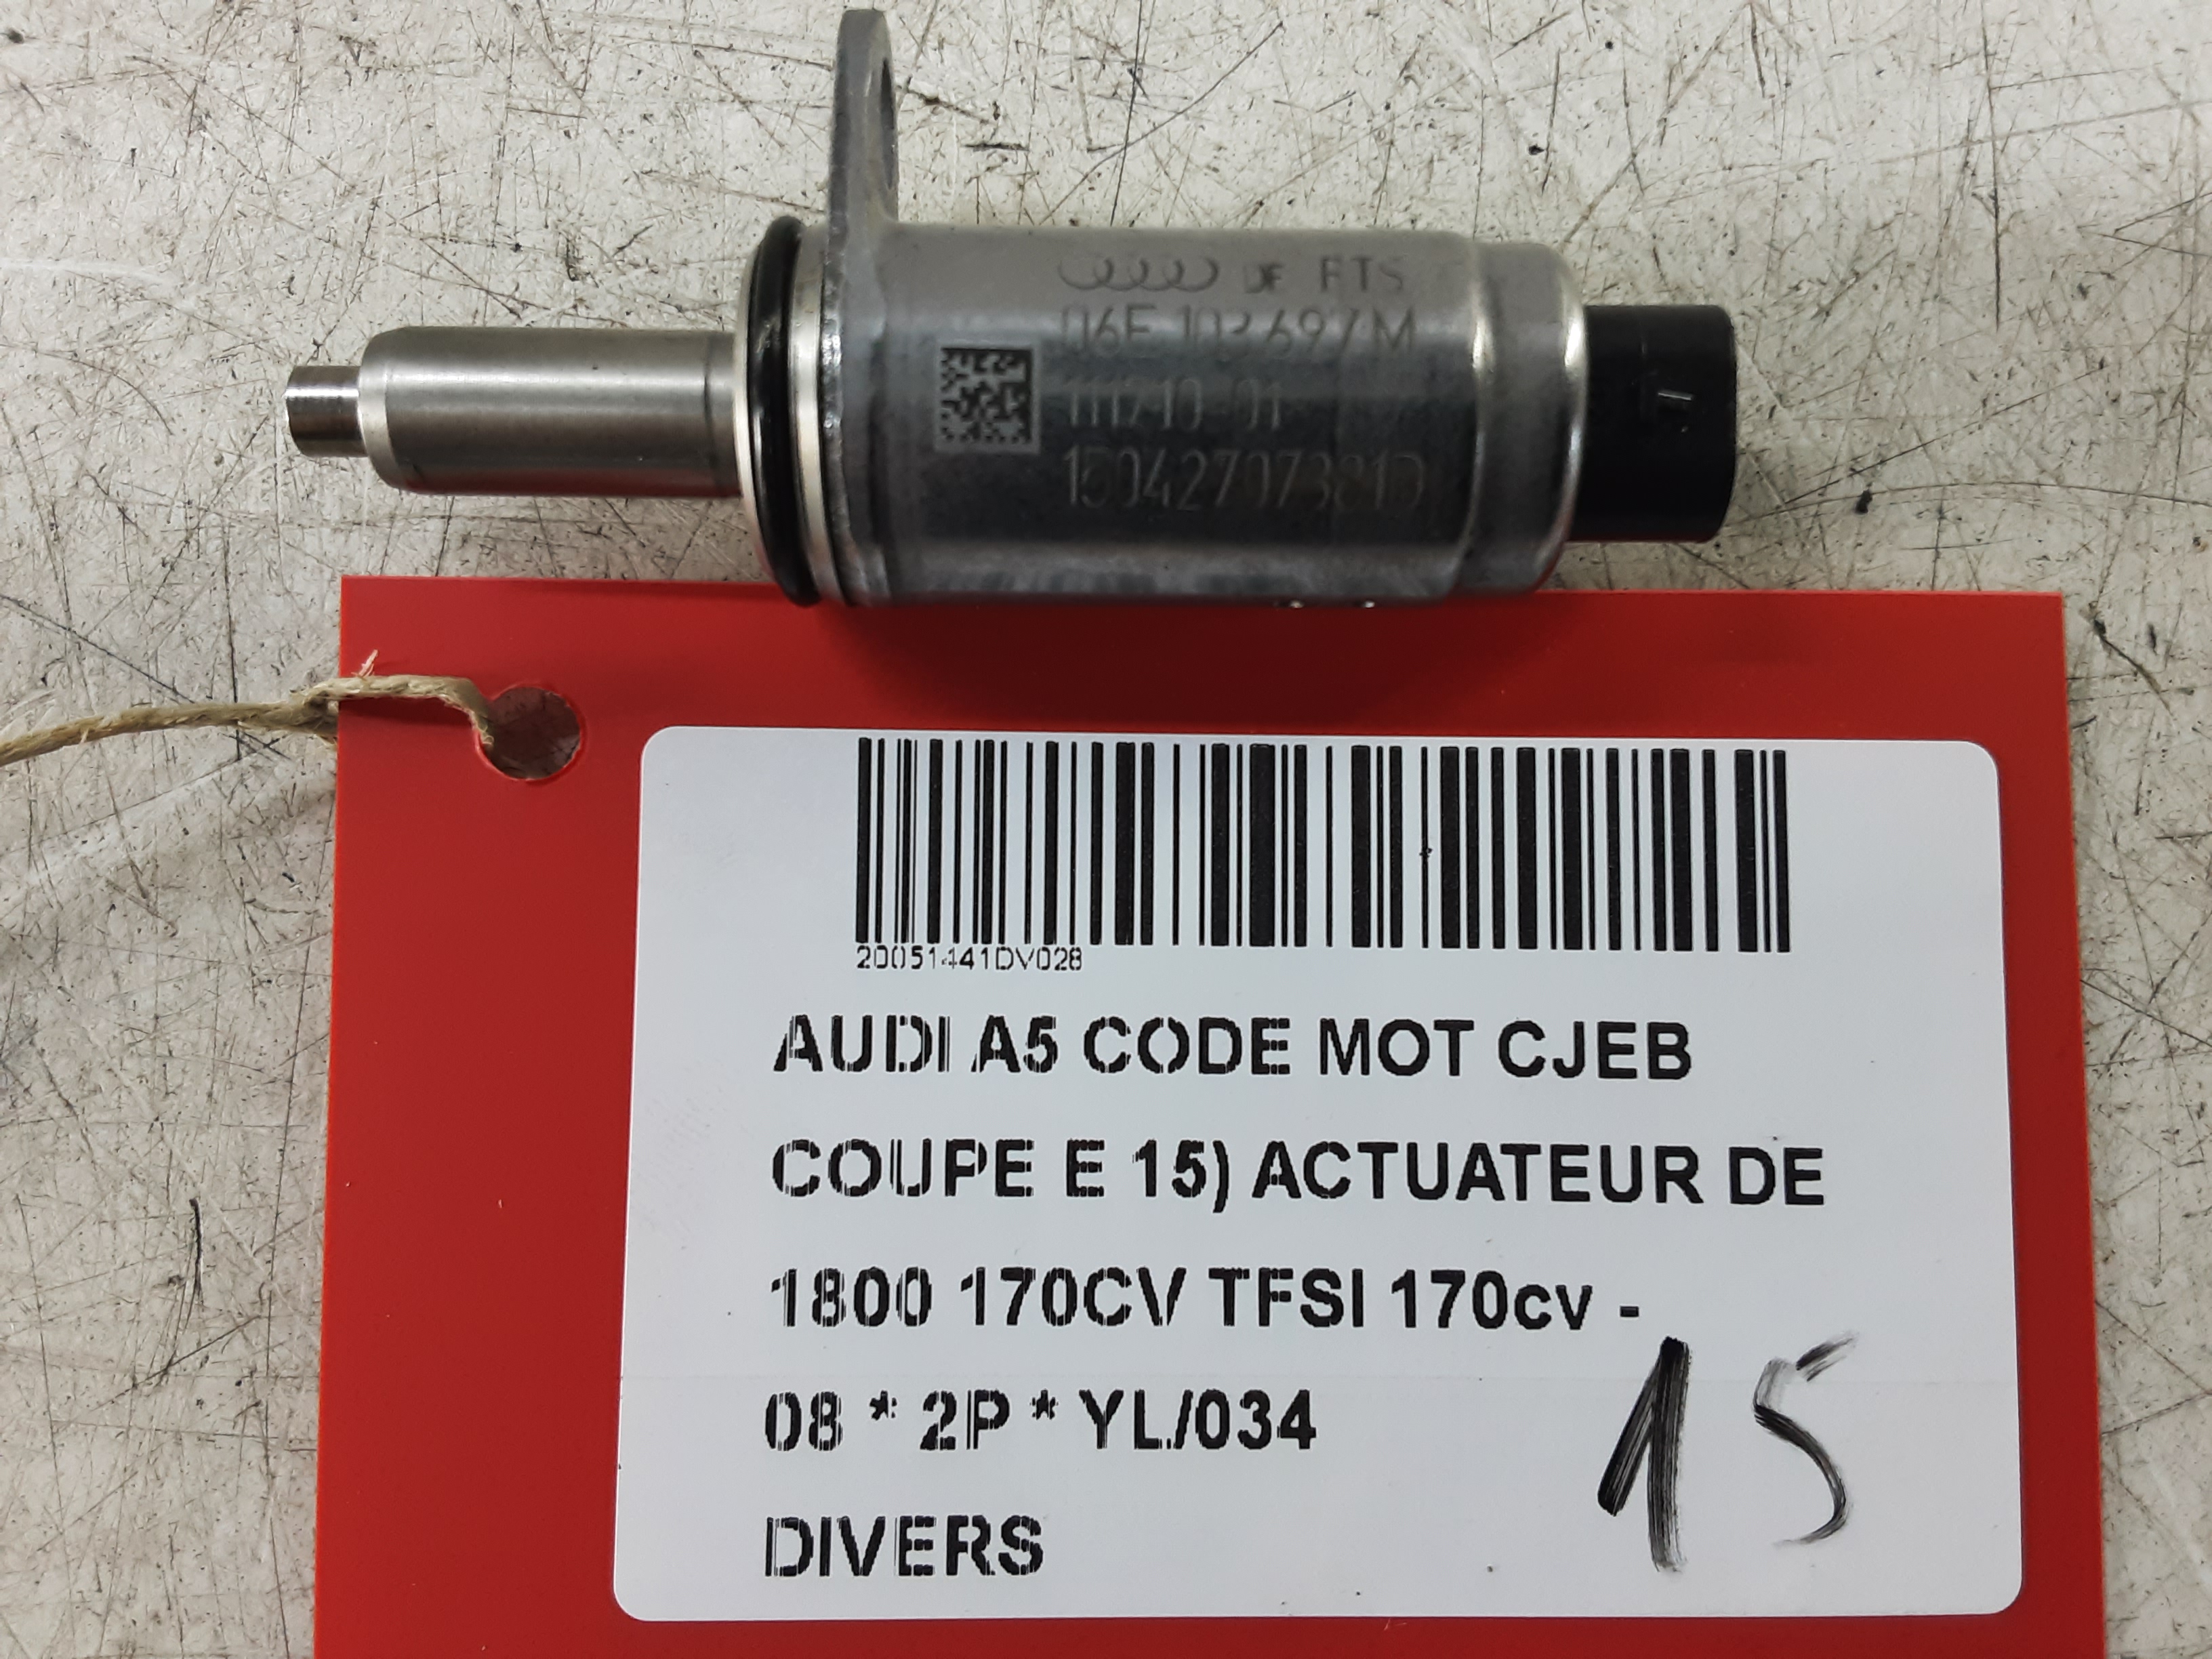 DE FTS
06E 103 697 M
111210-01
20051441DV028
AUDI A5 CODE MOT CJEB
COUPE E 15) ACTUATEUR DE
1800 170CV TFSI 170cv -
08 * 2P * YL/034
DIVERS
15